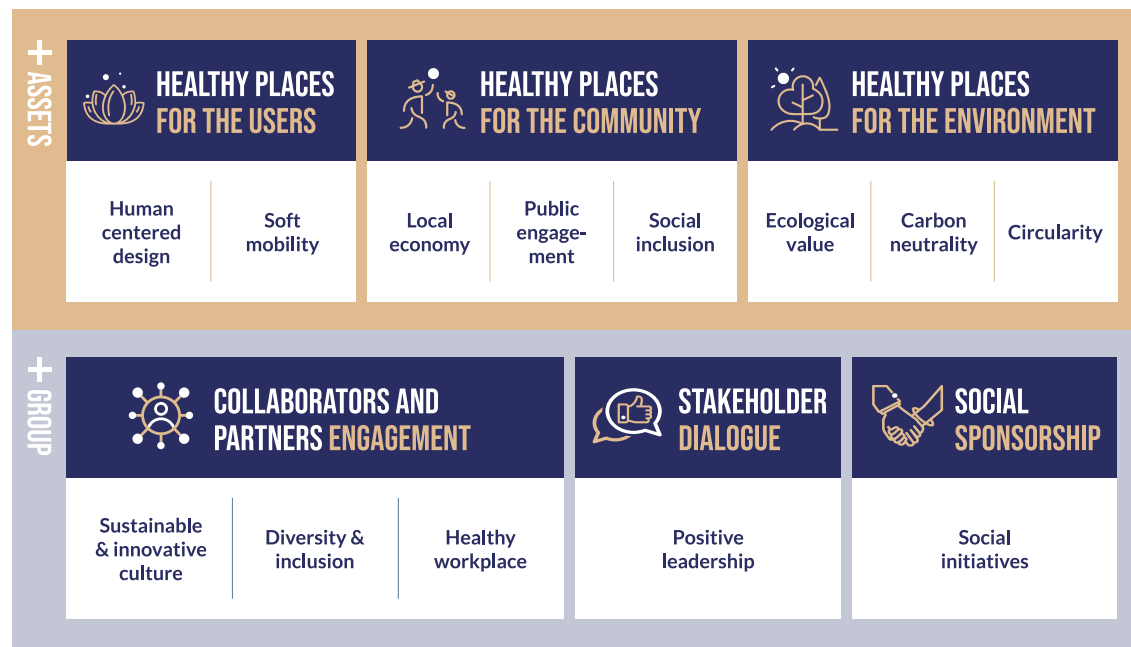 + ASSETS
HEALTHY PLACES
FOR THE USERS
Human
centered
design
Soft
mobility
HEALTHY PLACES
FOR THE COMMUNITY
Local
economy
Public
engage-
ment
Social
inclusion
HEALTHY PLACES
FOR THE ENVIRONMENT
Ecological
value
Carbon
neutrality
Circularity
+ GROUP
COLLABORATORS AND
PARTNERS ENGAGEMENT
Sustainable
& innovative
culture
Diversity &
inclusion
Healthy
workplace
STAKEHOLDER
DIALOGUE
Positive
leadership
SOCIAL
SPONSORSHIP
Social
initiatives